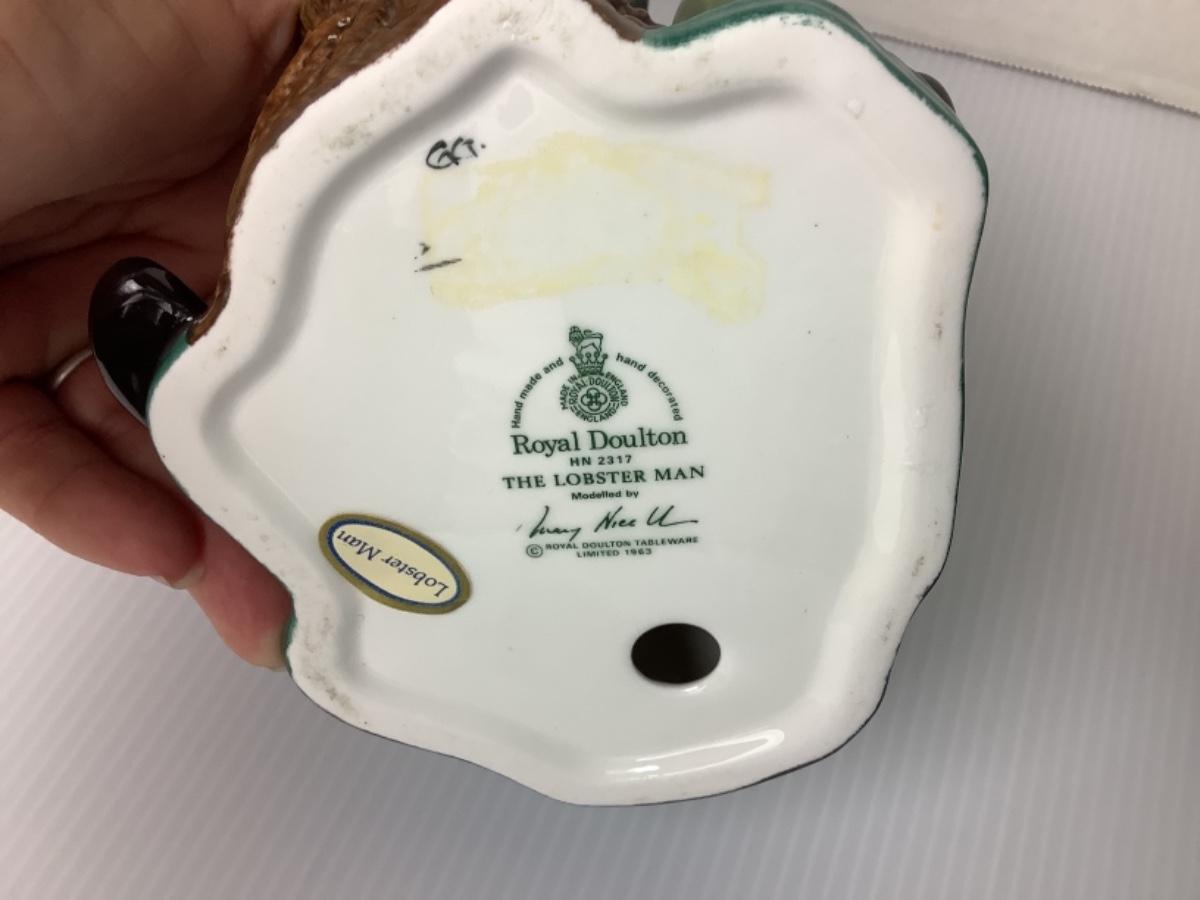 Hand made and hand decorated
MADE IN ENGLAND
ROYAL DOULTON
ENGLAND
Royal Doulton
HN 2317
THE LOBSTER MAN
Modelled by
© ROYAL DOULTON TABLEWARE
LIMITED 1963
Lobster Man